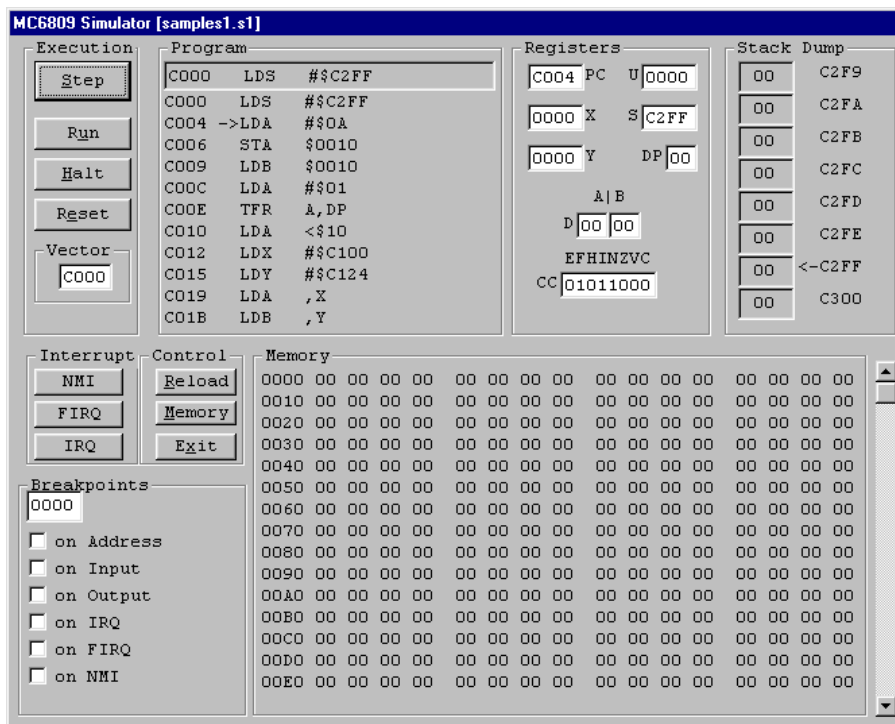 MC6809 Simulator [samples1.s1]
Execution
Step
Run
Halt
Reset
Vector
C000
Program
C000 LDS #$C2FF
C000 LDS #$C2FF
C004 ->LDA #$0A
C006 STA $0010
C009 LDB $0010
C00C LDA #$01
C00E TFR A,DP
C010 LDA <$10
C012 LDX #$C100
C015 LDY #$C124
C019 LDA ,X
C01B LDB ,Y
Registers
C004 PC U 0000
0000 X S C2FF
0000 Y DP 00
A|B
D 00 00
EFHINZVC
CC 01011000
Stack Dump
00 C2F9
00 C2FA
00 C2FB
00 C2FC
00 C2FD
00 C2FE
00 <-C2FF
00 C300
Interrupt
NMI
FIRQ
IRQ
Control
Reload
Memory
Exit
Breakpoints
0000
on Address
on Input
on Output
on IRQ
on FIRQ
on NMI
Memory
0000 00 00 00 00 00 00 00 00 00 00 00 00 00 00 00 00
0010 00 00 00 00 00 00 00 00 00 00 00 00 00 00 00 00
0020 00 00 00 00 00 00 00 00 00 00 00 00 00 00 00 00
0030 00 00 00 00 00 00 00 00 00 00 00 00 00 00 00 00
0040 00 00 00 00 00 00 00 00 00 00 00 00 00 00 00 00
0050 00 00 00 00 00 00 00 00 00 00 00 00 00 00 00 00
0060 00 00 00 00 00 00 00 00 00 00 00 00 00 00 00 00
0070 00 00 00 00 00 00 00 00 00 00 00 00 00 00 00 00
0080 00 00 00 00 00 00 00 00 00 00 00 00 00 00 00 00
0090 00 00 00 00 00 00 00 00 00 00 00 00 00 00 00 00
00A0 00 00 00 00 00 00 00 00 00 00 00 00 00 00 00 00
00B0 00 00 00 00 00 00 00 00 00 00 00 00 00 00 00 00
00C0 00 00 00 00 00 00 00 00 00 00 00 00 00 00 00 00
00D0 00 00 00 00 00 00 00 00 00 00 00 00 00 00 00 00
00E0 00 00 00 00 00 00 00 00 00 00 00 00 00 00 00 00